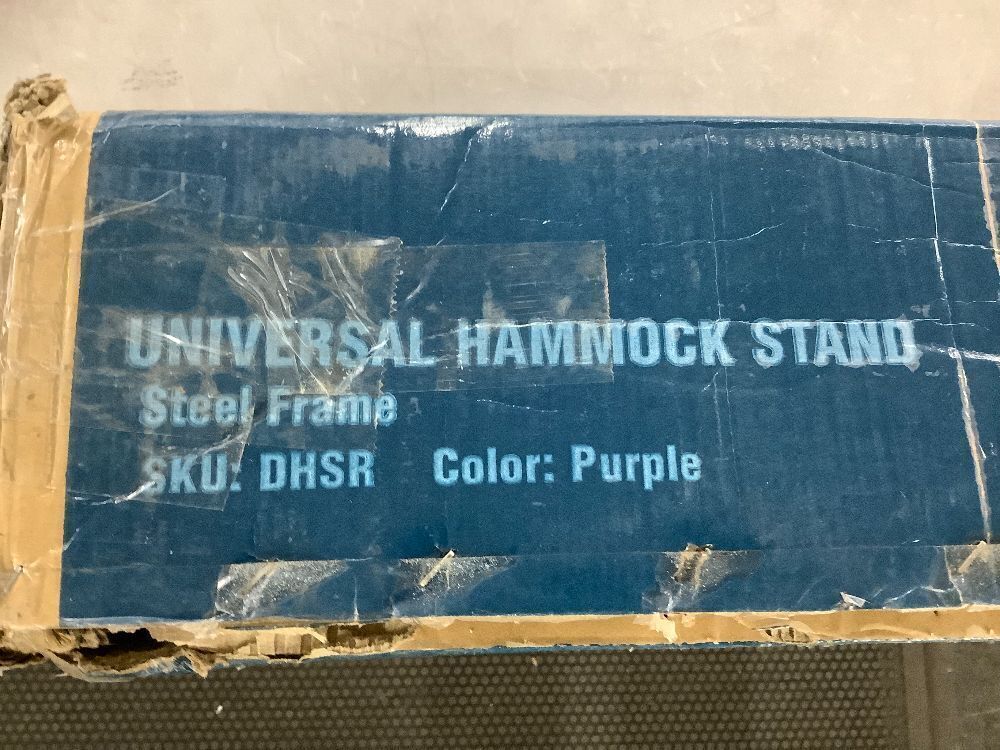 UNIVERSAL HAMMOCK STAND
Steel Frame
SKU: DHSR Color: Purple